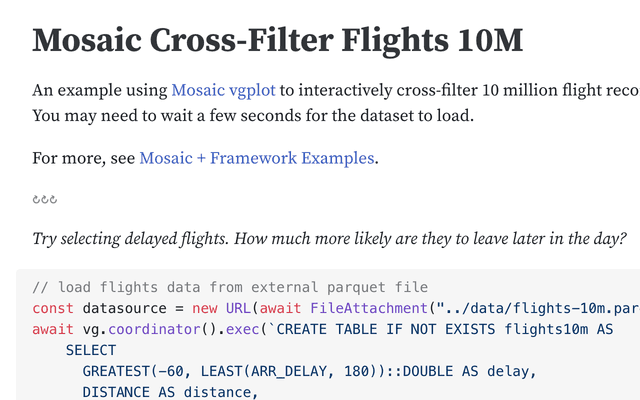 Mosaic Cross-Filter Flights 10M
An example using Mosaic vgplot to interactively cross-filter 10 million flight reco
You may need to wait a few seconds for the dataset to load.
For more, see Mosaic + Framework Examples.
Try selecting delayed flights. How much more likely are they to leave later in the day?
// load flights data from external parquet file
const datasource = new URL(await FileAttachment("../data/flights-10m.par
await vg.coordinator().exec(`CREATE TABLE IF NOT EXISTS flights10m AS
SELECT
GREATEST(-60, LEAST(ARR_DELAY, 180))::DOUBLE AS delay,
DISTANCE AS distance,